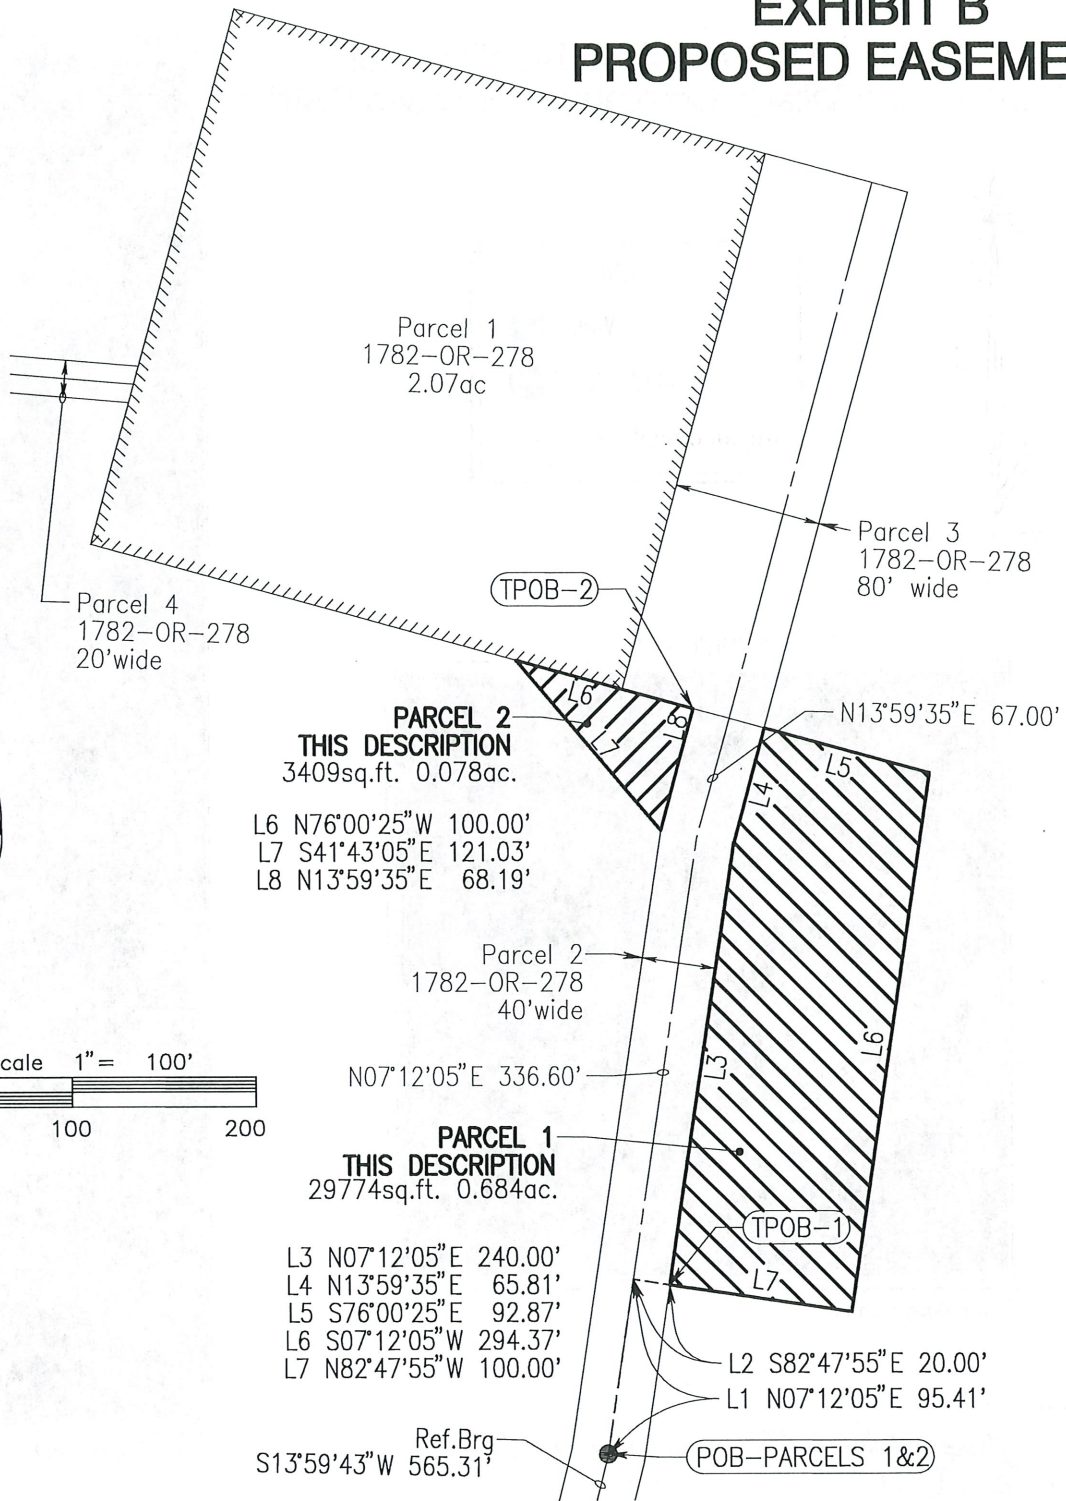 EXHIBIT B
PROPOSED EASEME
Parcel 1
1782-OR-278
2.07ac
Parcel 3
1782-OR-278
80' wide
TPOB-2
Parcel 4
1782-OR-278
20'wide
L6
L8
L7
PARCEL 2
THIS DESCRIPTION
3409sq.ft. 0.078ac.
N13°59'35"E 67.00'
L5
L4
L6 N76°00'25"W 100.00'
L7 S41°43'05"E 121.03'
L8 N13°59'35"E 68.19'
Parcel 2
1782-OR-278
40'wide
L3
L6
cale 1"= 100'
100 200
N07°12'05"E 336.60'
PARCEL 1
THIS DESCRIPTION
29774sq.ft. 0.684ac.
TPOB-1
L7
L3 N07°12'05"E 240.00'
L4 N13°59'35"E 65.81'
L5 S76°00'25"E 92.87'
L6 S07°12'05"W 294.37'
L7 N82°47'55"W 100.00'
L2 S82°47'55"E 20.00'
L1 N07°12'05"E 95.41'
Ref.Brg
S13°59'43"W 565.31'
POB-PARCELS 1&2